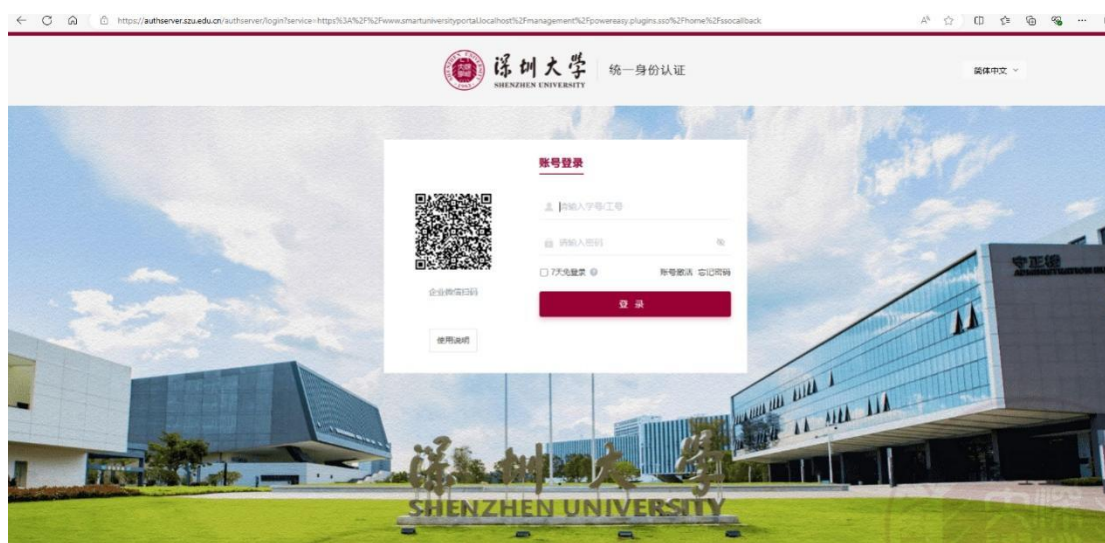 https://authserver.szu.edu.cn/authserver/login?service=https%3A%2F%2Fwww.smartuniversityportal.localhost%2Fmanagement%2Fpowereasy.plugins.sso%2Fhome%2Fssocallback
深圳大学
SHENZHEN UNIVERSITY
统一身份认证
简体中文
账号登录
请输入学号/工号
请输入密码
7天免登录
账号激活 忘记密码
企业微信扫码
登 录
使用说明
守正楼
深圳大学
SHENZHEN UNIVERSITY